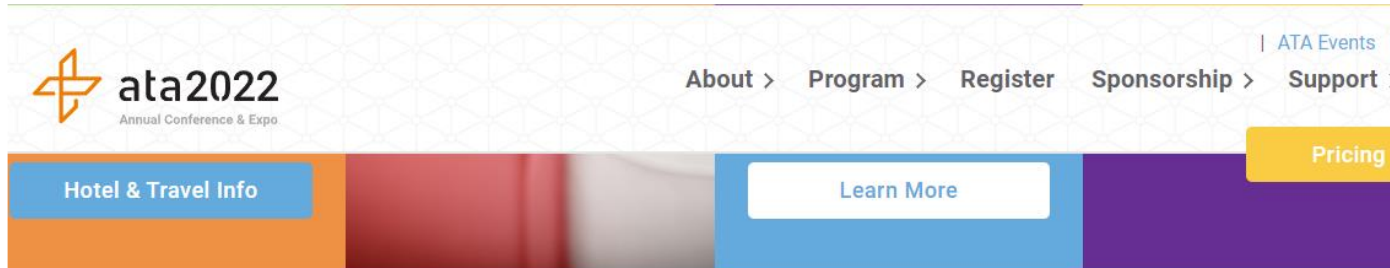 | ATA Events
ata2022
Annual Conference & Expo
About > Program > Register Sponsorship > Support >
Pricing
Hotel & Travel Info
Learn More